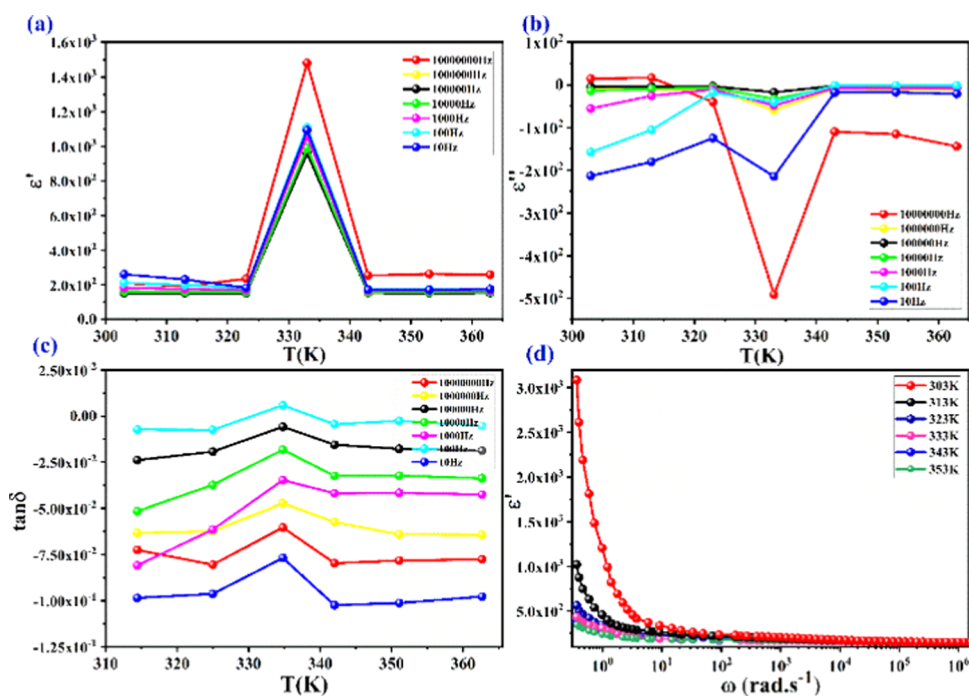 (a)
1.6x10³
1.4x10³
1.2x10³
1.0x10³
8.0x10²
6.0x10²
4.0x10²
2.0x10²
0.0
ε'
10000000Hz
1000000Hz
100000Hz
10000Hz
1000Hz
100Hz
10Hz
300 310 320 330 340 350 360
T(K)
(b)
1x10²
0
-1x10²
-2x10²
-3x10²
-4x10²
-5x10²
ε''
10000000Hz
1000000Hz
100000Hz
10000Hz
1000Hz
100Hz
10Hz
300 310 320 330 340 350 360
T(K)
(c)
2.50x10⁻²
0.00
-2.50x10⁻²
-5.00x10⁻²
-7.50x10⁻²
-1.00x10⁻¹
-1.25x10⁻¹
tanδ
10000000Hz
1000000Hz
100000Hz
10000Hz
1000Hz
100Hz
10Hz
310 320 330 340 350 360
T(K)
(d)
3.0x10³
2.5x10³
2.0x10³
1.5x10³
1.0x10³
5.0x10²
ε'
303K
313K
323K
333K
343K
353K
10⁰ 10¹ 10² 10³ 10⁴ 10⁵ 10⁶
ω (rad.s⁻¹)